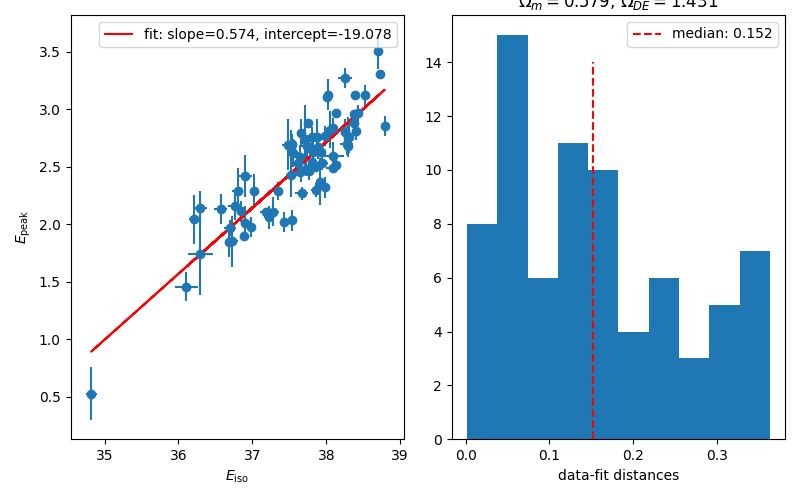 fit: slope=0.574, intercept=-19.078
3.5
3.0
2.5
2.0
1.5
1.0
0.5
E_peak
35 36 37 38 39
E_iso
Ω_m = 0.579, Ω_DE = 1.431
median: 0.152
14
12
10
8
6
4
2
0
0.0 0.1 0.2 0.3
data-fit distances